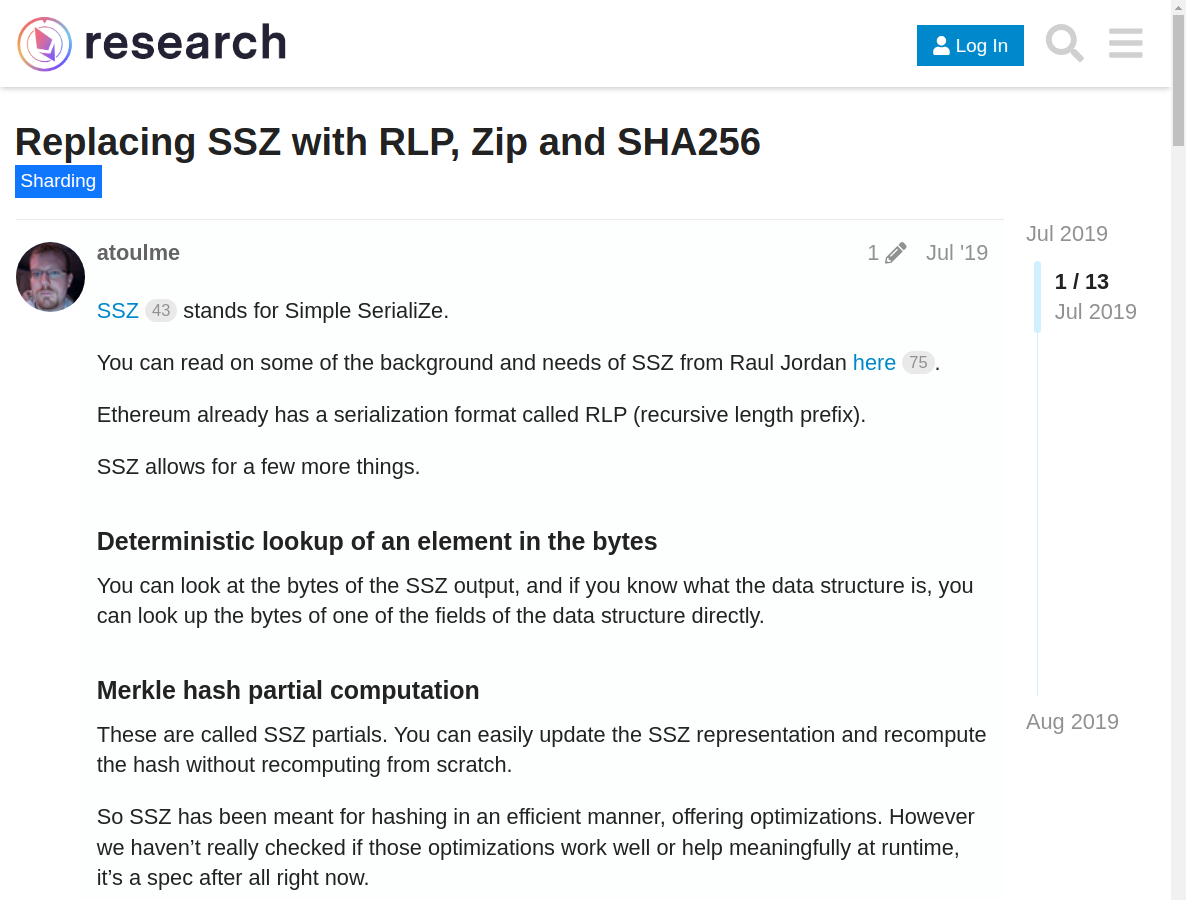 research
Log In
Replacing SSZ with RLP, Zip and SHA256
Sharding
atoulme
1
Jul '19
SSZ 43 stands for Simple SerialiZe.
You can read on some of the background and needs of SSZ from Raul Jordan here 75.
Ethereum already has a serialization format called RLP (recursive length prefix).
SSZ allows for a few more things.
Deterministic lookup of an element in the bytes
You can look at the bytes of the SSZ output, and if you know what the data structure is, you
can look up the bytes of one of the fields of the data structure directly.
Merkle hash partial computation
These are called SSZ partials. You can easily update the SSZ representation and recompute
the hash without recomputing from scratch.
So SSZ has been meant for hashing in an efficient manner, offering optimizations. However
we haven’t really checked if those optimizations work well or help meaningfully at runtime,
it’s a spec after all right now.
Jul 2019
1 / 13
Jul 2019
Aug 2019